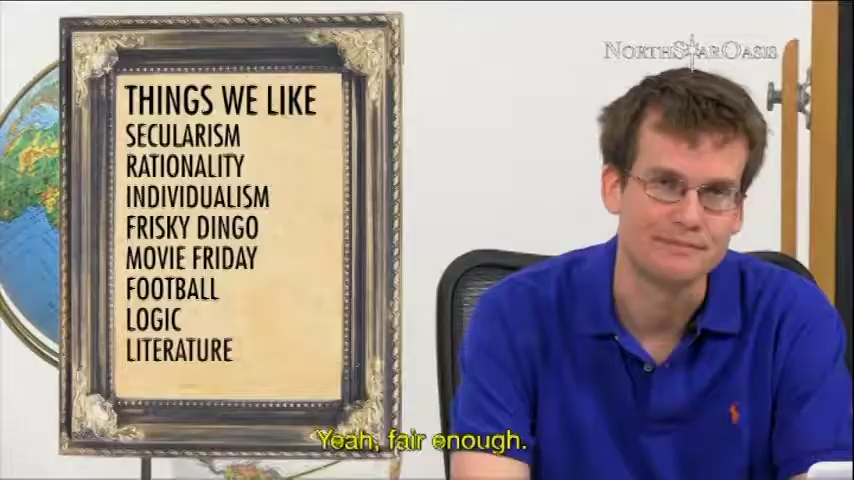 NorthStarOasis
THINGS WE LIKE
SECULARISM
RATIONALITY
INDIVIDUALISM
FRISKY DINGO
MOVIE FRIDAY
FOOTBALL
LOGIC
LITERATURE
Yeah, fair enough.